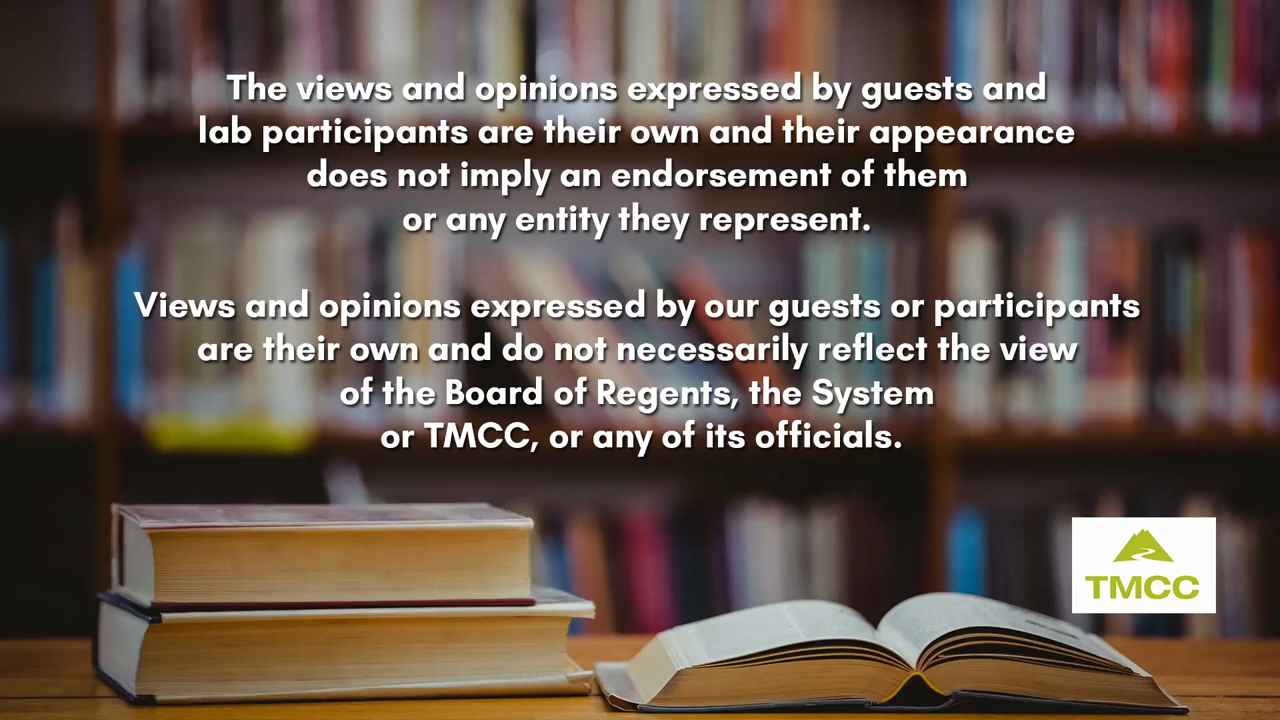 The views and opinions expressed by guests and
lab participants are their own and their appearance
does not imply an endorsement of them
or any entity they represent.
Views and opinions expressed by our guests or participants
are their own and do not necessarily reflect the view
of the Board of Regents, the System
or TMCC, or any of its officials.
TMCC